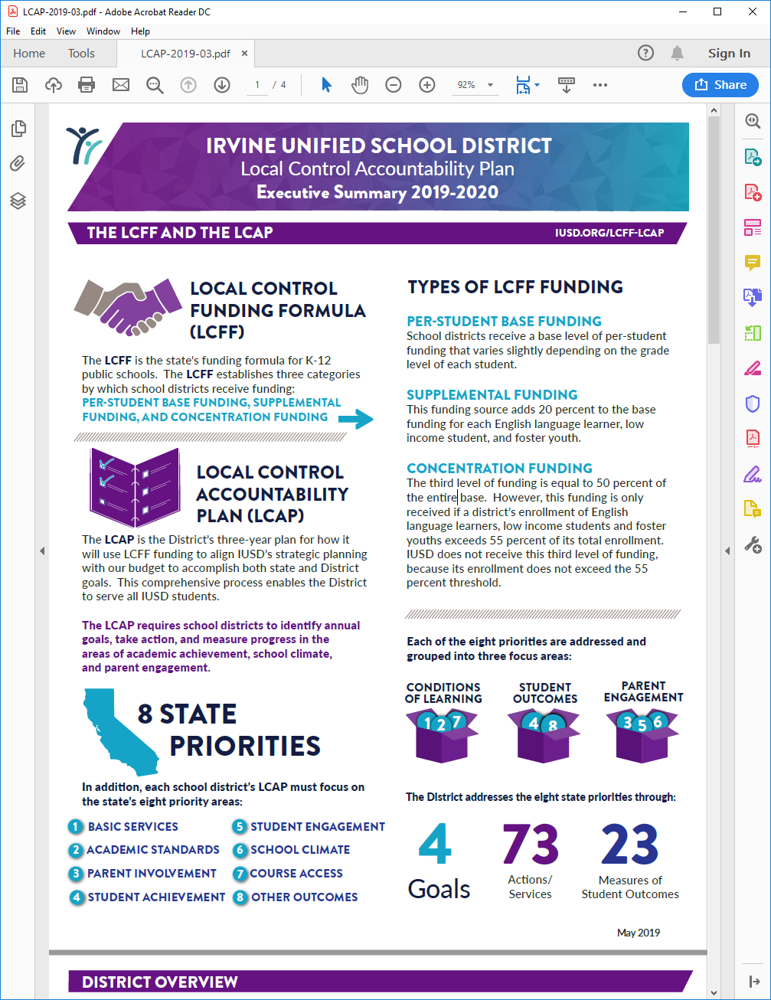 LCAP-2019-03.pdf - Adobe Acrobat Reader DC
File Edit View Window Help
Home Tools LCAP-2019-03.pdf × Sign In
1 / 4 92% Share
IRVINE UNIFIED SCHOOL DISTRICT
Local Control Accountability Plan
Executive Summary 2019-2020
THE LCFF AND THE LCAP IUSD.ORG/LCFF-LCAP
LOCAL CONTROL
FUNDING FORMULA
(LCFF)
The LCFF is the state's funding formula for K-12
public schools.  The LCFF establishes three categories
by which school districts receive funding:
PER-STUDENT BASE FUNDING, SUPPLEMENTAL
FUNDING, AND CONCENTRATION FUNDING
LOCAL CONTROL
ACCOUNTABILITY
PLAN (LCAP)
The LCAP is the District's three-year plan for how it
will use LCFF funding to align IUSD's strategic planning
with our budget to accomplish both state and District
goals.  This comprehensive process enables the District
to serve all IUSD students.
The LCAP requires school districts to identify annual
goals, take action, and measure progress in the
areas of academic achievement, school climate,
and parent engagement.
8 STATE
PRIORITIES
In addition, each school district's LCAP must focus on
the state's eight priority areas:
1 BASIC SERVICES
2 ACADEMIC STANDARDS
3 PARENT INVOLVEMENT
4 STUDENT ACHIEVEMENT
5 STUDENT ENGAGEMENT
6 SCHOOL CLIMATE
7 COURSE ACCESS
8 OTHER OUTCOMES
TYPES OF LCFF FUNDING
PER-STUDENT BASE FUNDING
School districts receive a base level of per-student
funding that varies slightly depending on the grade
level of each student.
SUPPLEMENTAL FUNDING
This funding source adds 20 percent to the base
funding for each English language learner, low
income student, and foster youth.
CONCENTRATION FUNDING
The third level of funding is equal to 50 percent of
the entire base.  However, this funding is only
received if a district's enrollment of English
language learners, low income students and foster
youths exceeds 55 percent of its total enrollment.
IUSD does not receive this third level of funding,
because its enrollment does not exceed the 55
percent threshold.
Each of the eight priorities are addressed and
grouped into three focus areas:
CONDITIONS
OF LEARNING
1 2 7
STUDENT
OUTCOMES
4 8
PARENT
ENGAGEMENT
3 5 6
The District addresses the eight state priorities through:
4
Goals
73
Actions/
Services
23
Measures of
Student Outcomes
May 2019
DISTRICT OVERVIEW